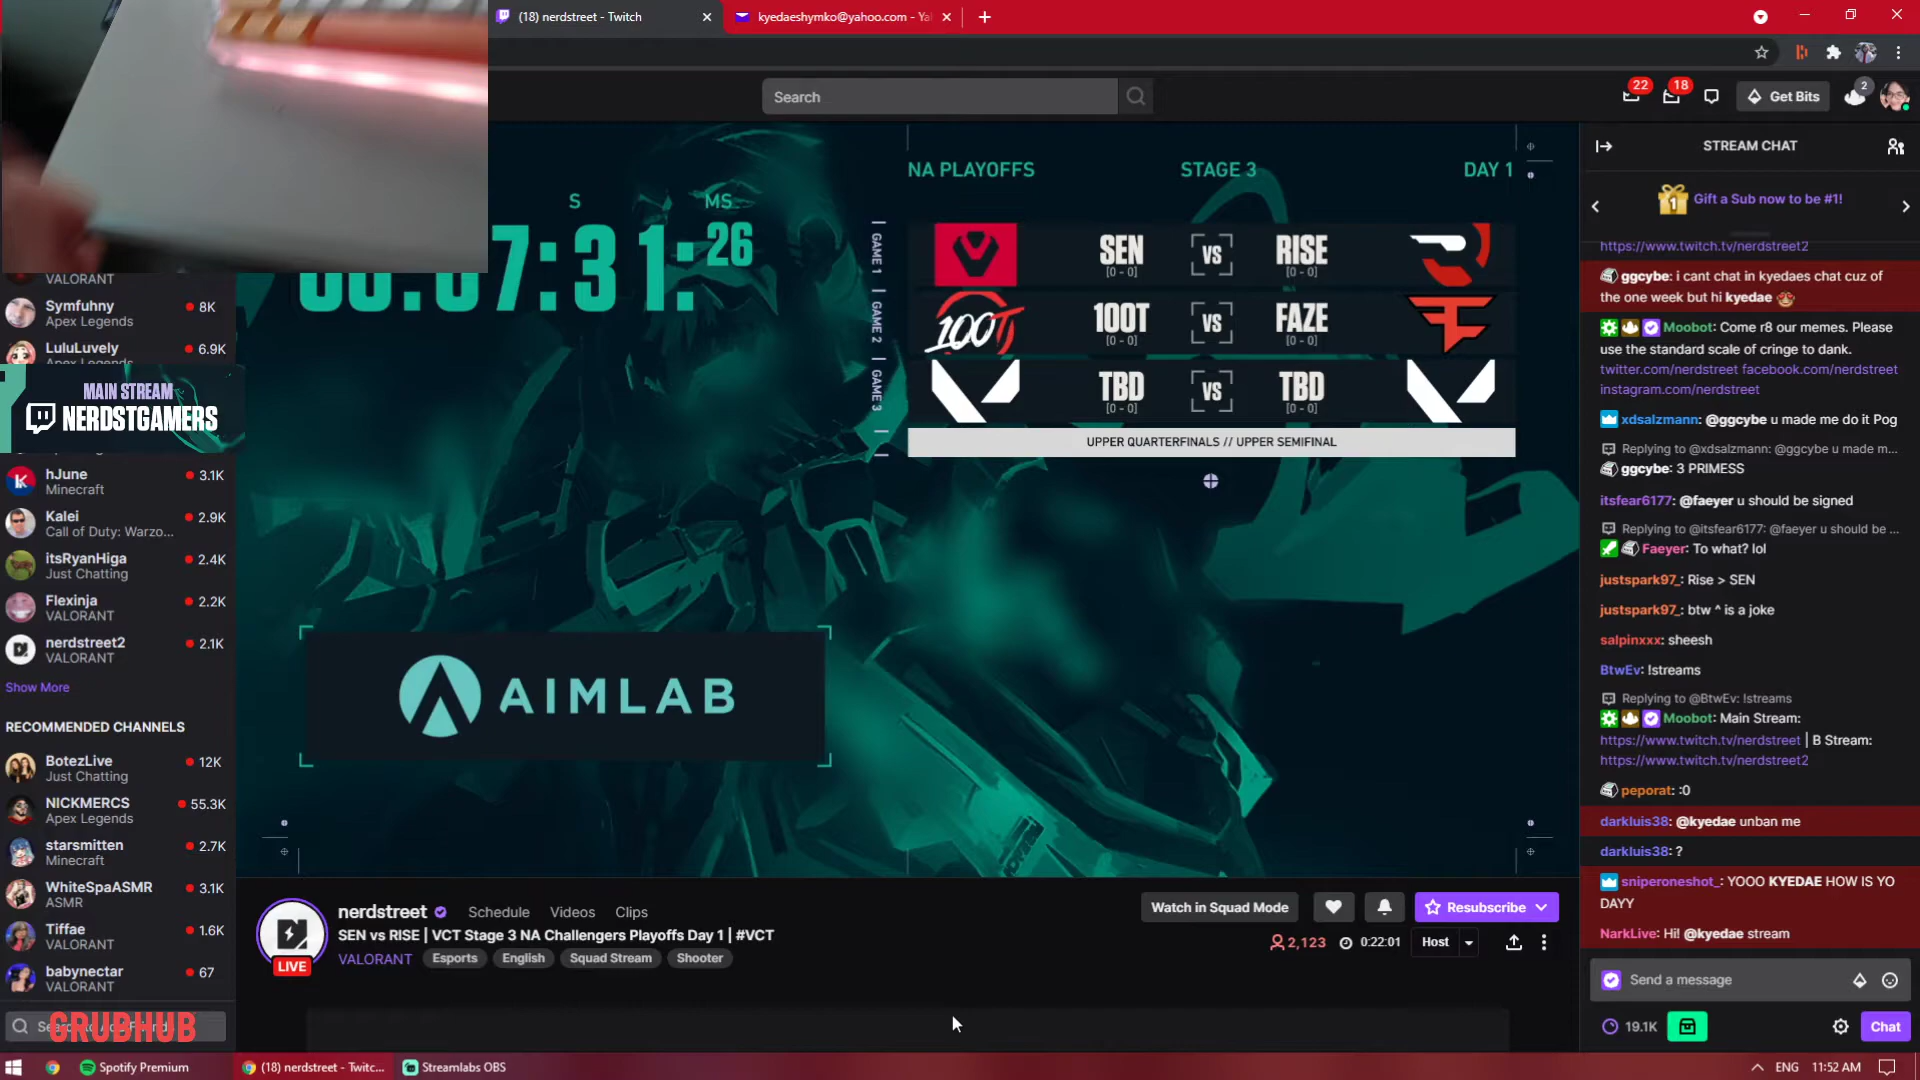 (18) nerdstreet - Twitch
kyedaeshymko@yahoo.com - Ya
Search
22
18
Get Bits
2
STREAM CHAT
Gift a Sub now to be #1!
https://www.twitch.tv/nerdstreet2
ggcybe: i cant chat in kyedaes chat cuz of
the one week but hi kyedae
Moobot: Come r8 our memes. Please
use the standard scale of cringe to dank.
twitter.com/nerdstreet facebook.com/nerdstreet
instagram.com/nerdstreet
xdsalzmann: @ggcybe u made me do it Pog
Replying to @xdsalzmann: @ggcybe u made m...
ggcybe: 3 PRIMESS
itsfear6177: @faeyer u should be signed
Replying to @itsfear6177: @faeyer u should be ...
Faeyer: To what? lol
justspark97_: Rise > SEN
justspark97_: btw ^ is a joke
salpinxxx: sheesh
BtwEv: !streams
Replying to @BtwEv: !streams
Moobot: Main Stream:
https://www.twitch.tv/nerdstreet | B Stream:
https://www.twitch.tv/nerdstreet2
peporat: :0
darkluis38: @kyedae unban me
darkluis38: ?
sniperoneshot_: YOOO KYEDAE HOW IS YO
DAYY
NarkLive: Hi! @kyedae stream
Send a message
19.1K
Chat
S
MS
07:31:26
NA PLAYOFFS STAGE 3 DAY 1
GAME 1
SEN VS RISE
[0 - 0] [0 - 0]
GAME 2
100T
100T VS FAZE
[0 - 0] [0 - 0]
GAME 3
TBD VS TBD
[0 - 0] [0 - 0]
UPPER QUARTERFINALS // UPPER SEMIFINAL
AIMLAB
VALORANT
Symfuhny 8K
Apex Legends
LuluLuvely 6.9K
Apex Legends
MAIN STREAM
NERDSTGAMERS
hJune 3.1K
Minecraft
Kalei 2.9K
Call of Duty: Warzo...
itsRyanHiga 2.4K
Just Chatting
Flexinja 2.2K
VALORANT
nerdstreet2 2.1K
VALORANT
Show More
RECOMMENDED CHANNELS
BotezLive 12K
Just Chatting
NICKMERCS 55.3K
Apex Legends
starsmitten 2.7K
Minecraft
WhiteSpaASMR 3.1K
ASMR
Tiffae 1.6K
VALORANT
babynectar 67
VALORANT
GRUBHUB
LIVE
nerdstreet Schedule Videos Clips
SEN vs RISE | VCT Stage 3 NA Challengers Playoffs Day 1 | #VCT
VALORANT Esports English Squad Stream Shooter
Watch in Squad Mode
Resubscribe
2,123 0:22:01 Host
Spotify Premium
(18) nerdstreet - Twitc...
Streamlabs OBS
ENG 11:52 AM